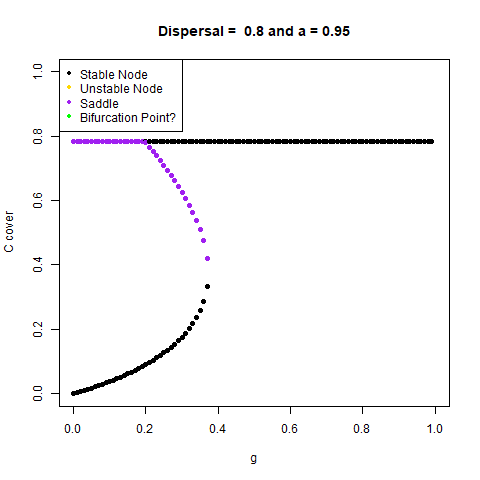 Dispersal =  0.8 and a = 0.95
Stable Node
Unstable Node
Saddle
Bifurcation Point?
C cover
1.0
0.8
0.6
0.4
0.2
0.0
0.0 0.2 0.4 0.6 0.8 1.0
g